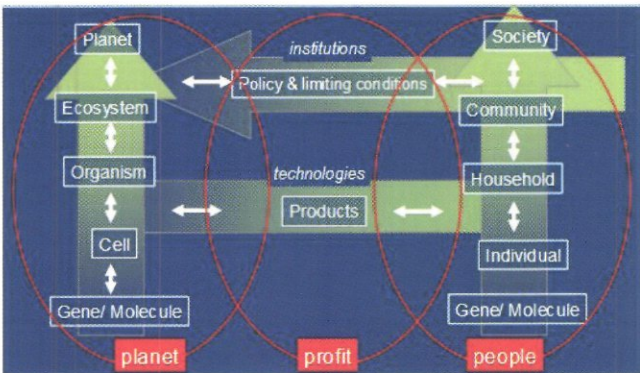 Planet
institutions
Society
Policy & limiting conditions
Ecosystem
Community
Organism
technologies
Household
Products
Cell
Individual
Gene/ Molecule
Gene/ Molecule
planet
profit
people